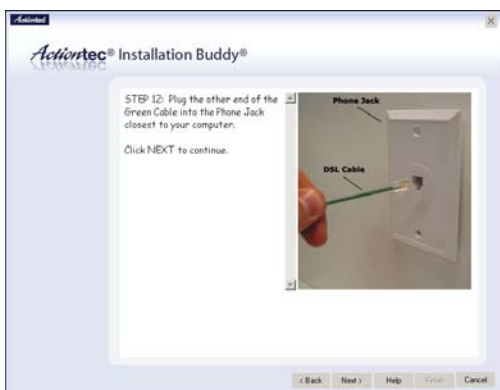 Actiontec
Actiontec® Installation Buddy®
STEP 12: Plug the other end of the
Green Cable into the Phone Jack
closest to your computer.
Click NEXT to continue.
Phone Jack
DSL Cable
< Back Next > Help Finish Cancel